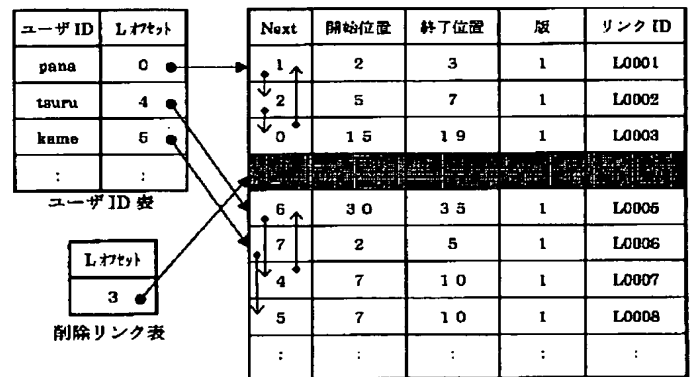 ユーザID Lオフセット
pana 0
tsuru 4
kame 5
: :
ユーザID表
Lオフセット
3
削除リンク表
Next 開始位置 終了位置 版 リンクID
1 2 3 1 L0001
2 5 7 1 L0002
0 15 19 1 L0003
6 30 35 1 L0005
7 2 5 1 L0006
4 7 10 1 L0007
5 7 10 1 L0008
: : : : :